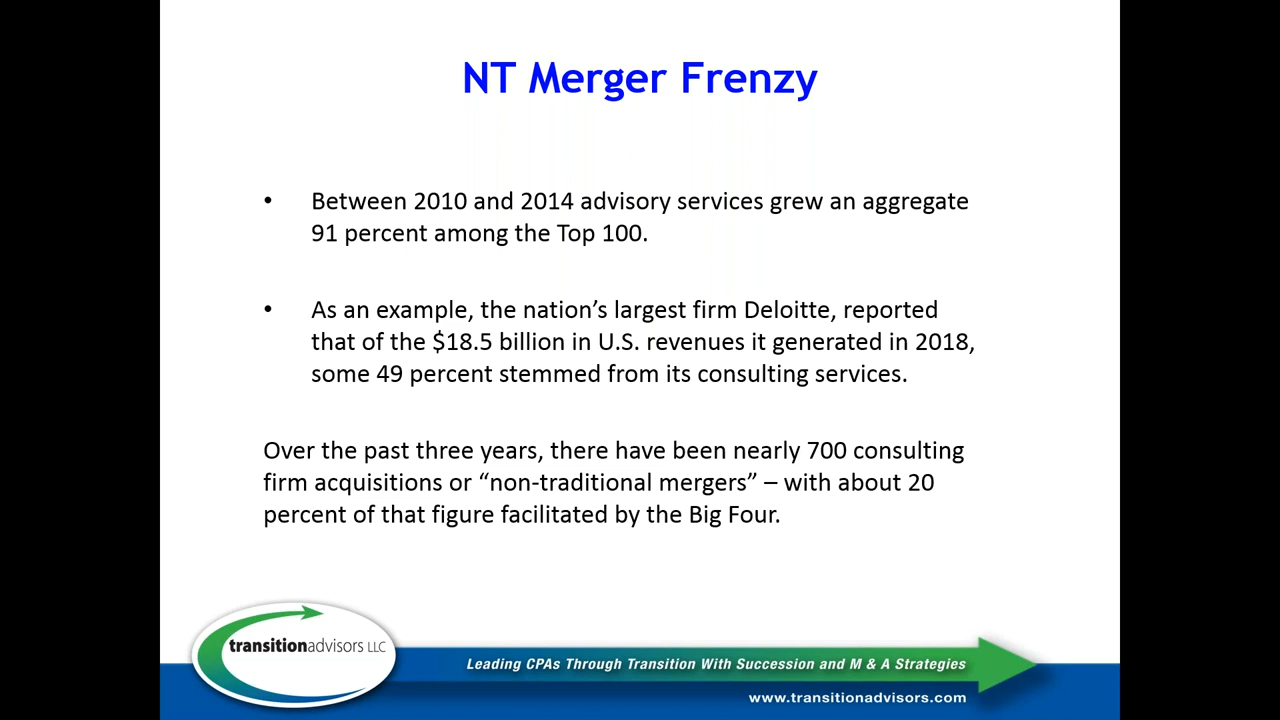 NT Merger Frenzy
• Between 2010 and 2014 advisory services grew an aggregate
91 percent among the Top 100.
• As an example, the nation’s largest firm Deloitte, reported
that of the $18.5 billion in U.S. revenues it generated in 2018,
some 49 percent stemmed from its consulting services.
Over the past three years, there have been nearly 700 consulting
firm acquisitions or “non-traditional mergers” – with about 20
percent of that figure facilitated by the Big Four.
transitionadvisors LLC
Leading CPAs Through Transition With Succession and M & A Strategies
www.transitionadvisors.com